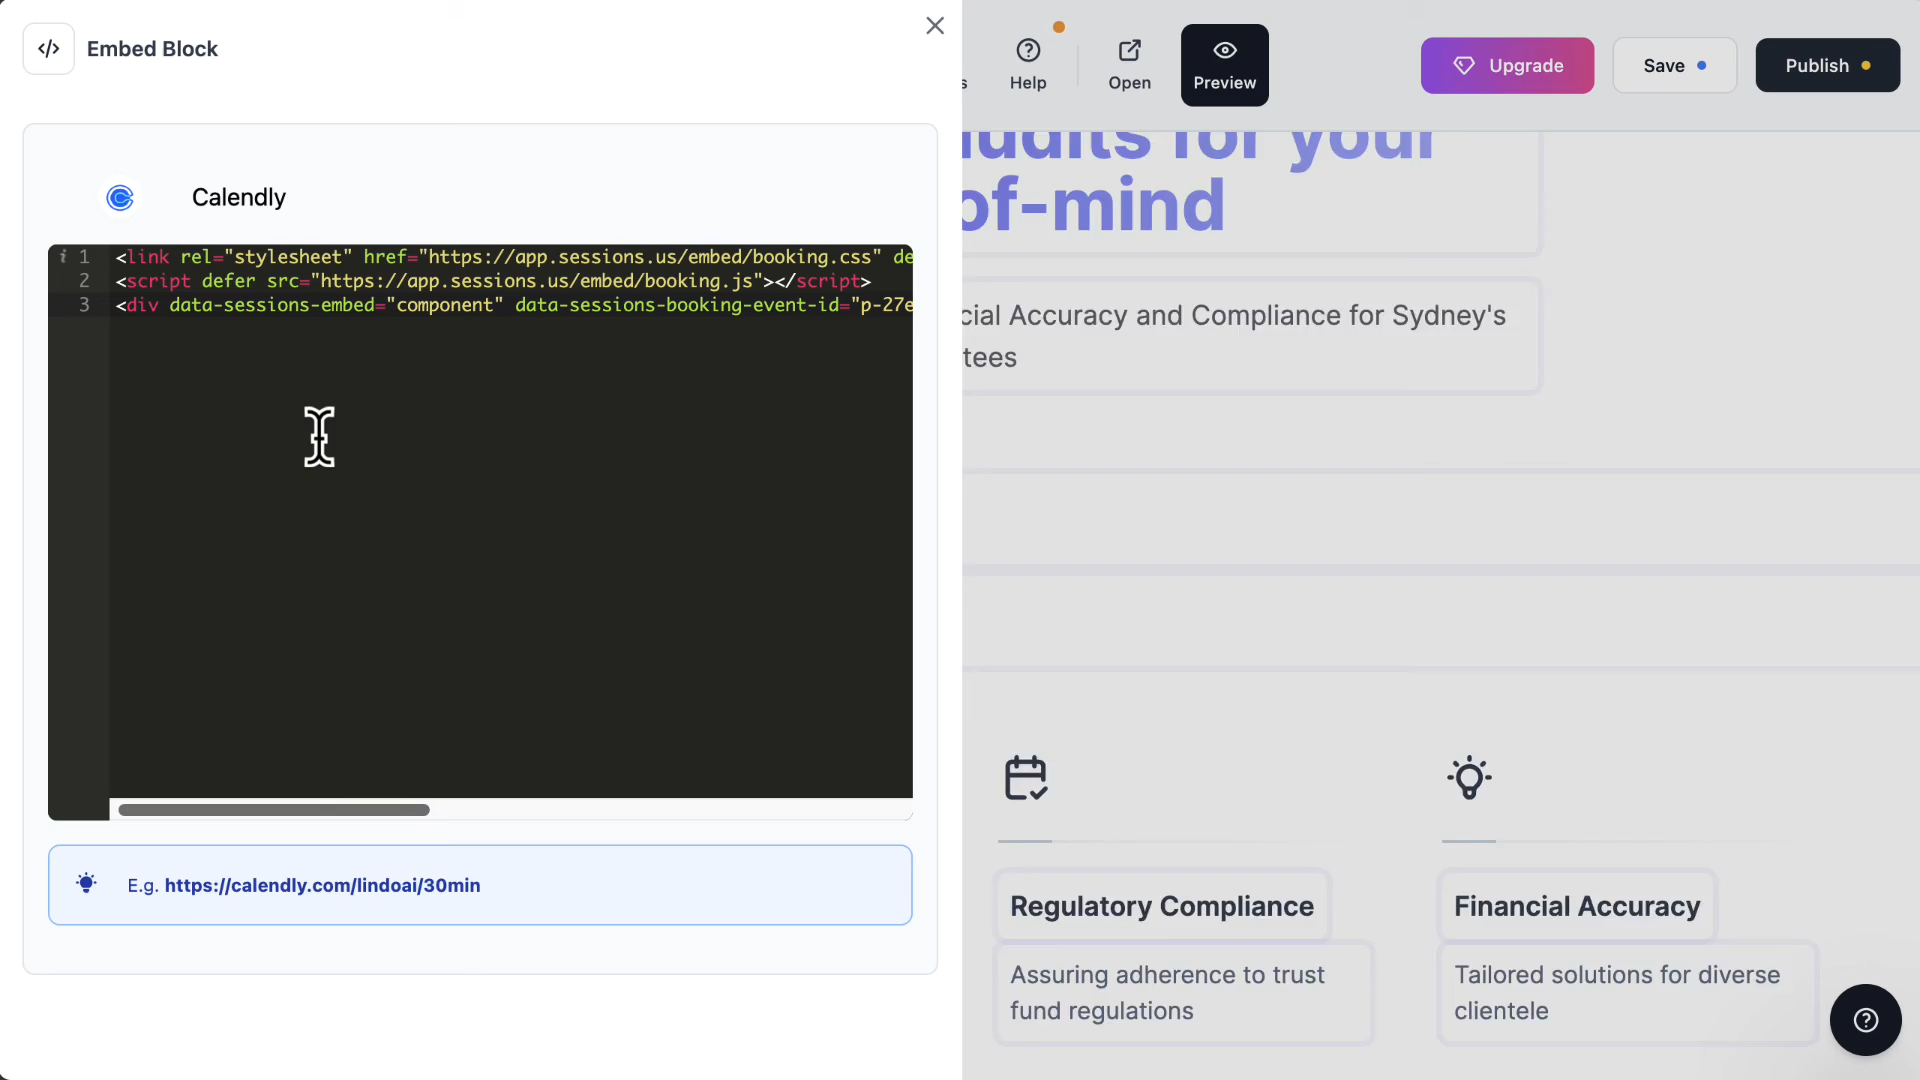 Embed Block
Help
Open
Preview
Upgrade
Save
Publish
Calendly
1 <link rel="stylesheet" href="https://app.sessions.us/embed/booking.css" de
2 <script defer src="https://app.sessions.us/embed/booking.js"></script>
3 <div data-sessions-embed="component" data-sessions-booking-event-id="p-27e
E.g. https://calendly.com/lindoai/30min
udits for your
of-mind
cial Accuracy and Compliance for Sydney's
tees
Regulatory Compliance
Assuring adherence to trust
fund regulations
Financial Accuracy
Tailored solutions for diverse
clientele